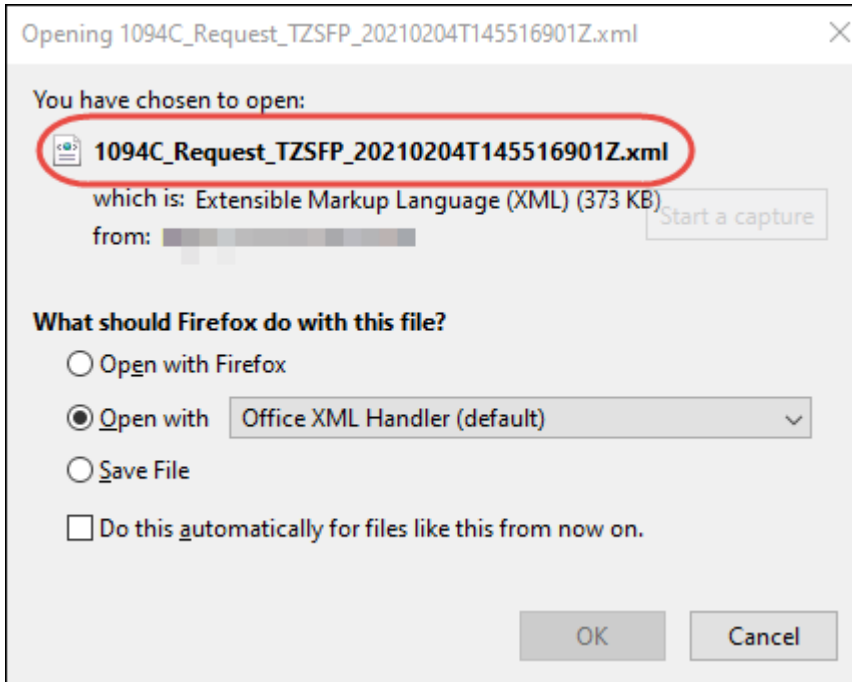 Opening 1094C_Request_TZSFP_20210204T145516901Z.xml
You have chosen to open:
1094C_Request_TZSFP_20210204T145516901Z.xml
which is: Extensible Markup Language (XML) (373 KB)
Start a capture
from:
What should Firefox do with this file?
Open with Firefox
Open with Office XML Handler (default)
Save File
Do this automatically for files like this from now on.
OK Cancel